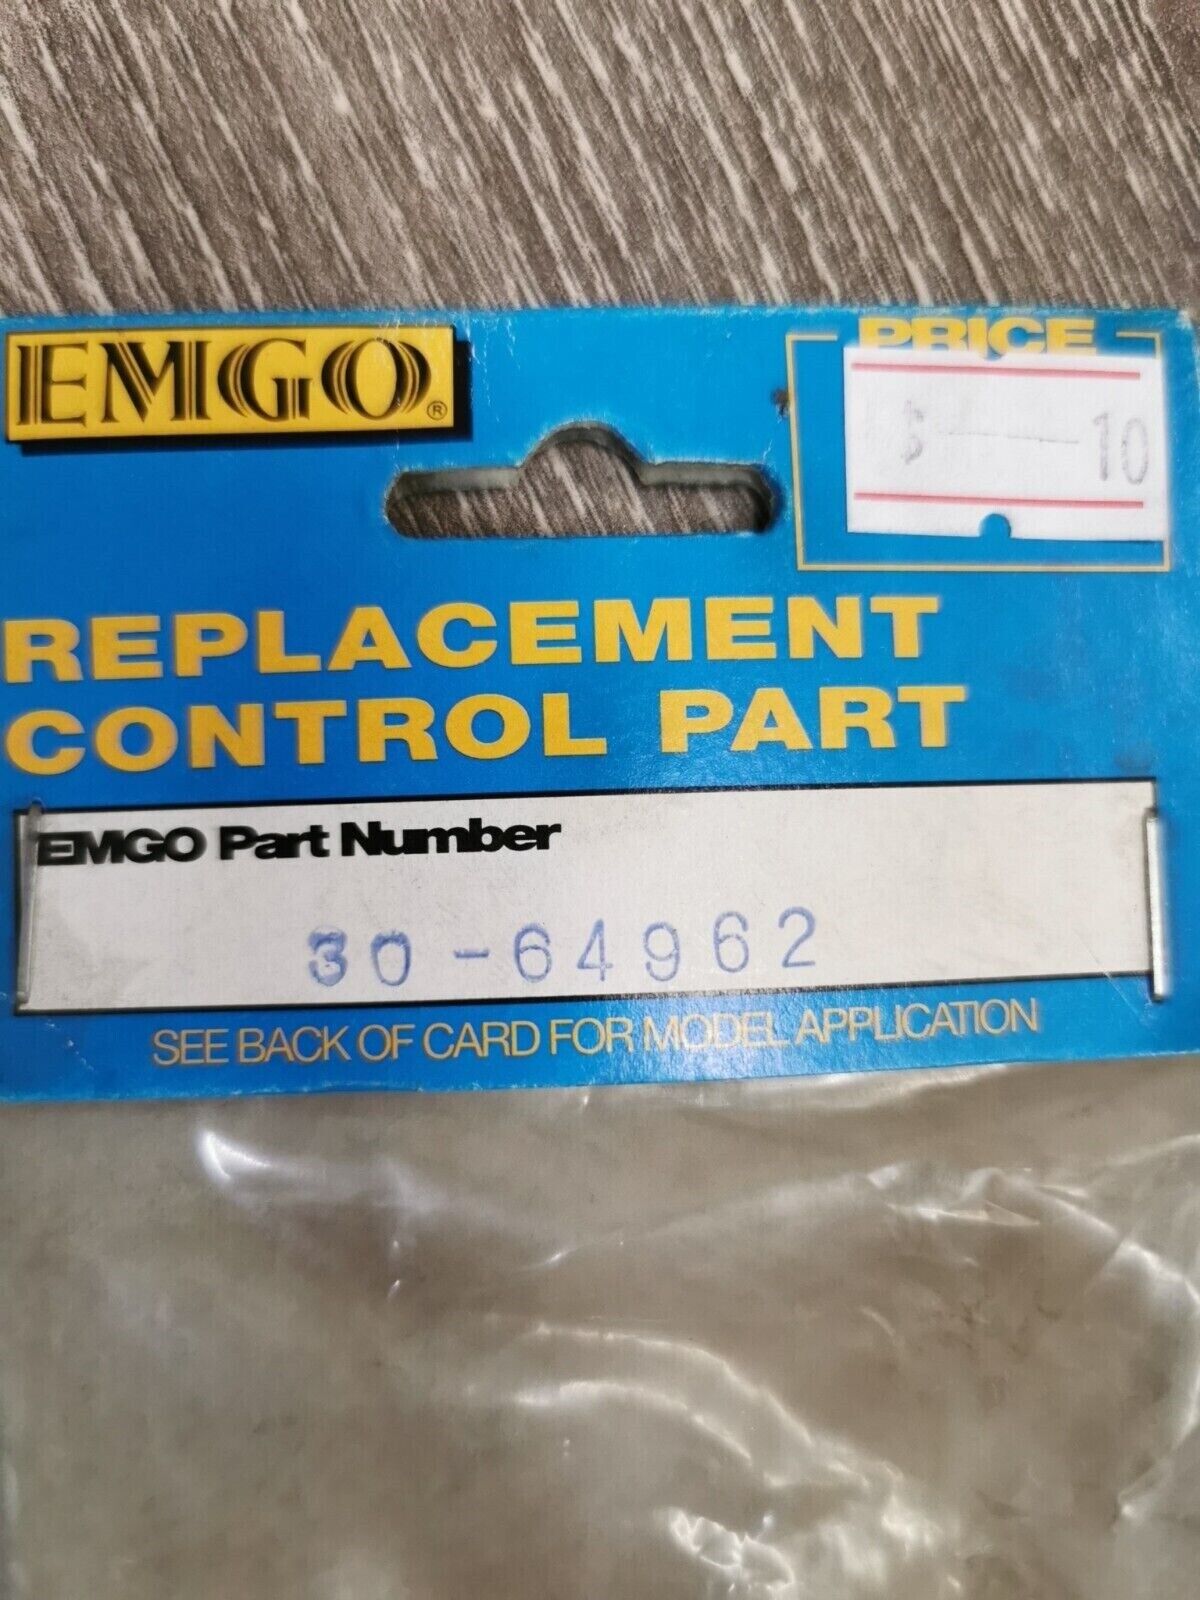 EMGO®
PRICE
$ — 10
REPLACEMENT
CONTROL PART
EMGO Part Number
30-64962
SEE BACK OF CARD FOR MODEL APPLICATION